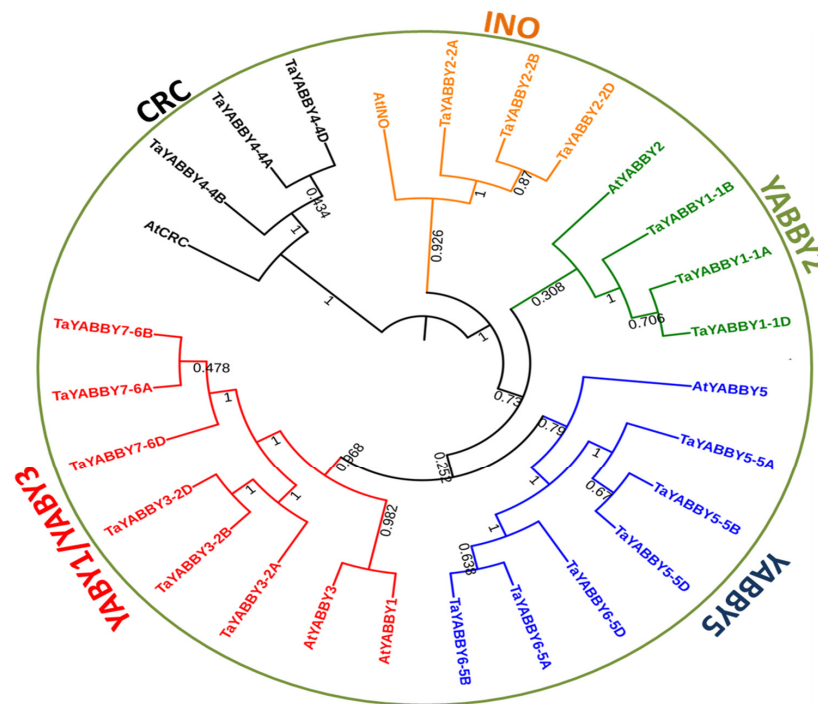 INO
CRC
YABBY2
YABBY5
YABY1/YABY3
AtINO
TaYABBY2-2A
TaYABBY2-2B
TaYABBY2-2D
AtYABBY2
TaYABBY1-1B
TaYABBY1-1A
TaYABBY1-1D
AtYABBY5
TaYABBY5-5A
TaYABBY5-5B
TaYABBY5-5D
TaYABBY6-5D
TaYABBY6-5A
TaYABBY6-5B
AtYABBY1
AtYABBY3
TaYABBY3-2A
TaYABBY3-2B
TaYABBY3-2D
TaYABBY7-6D
TaYABBY7-6A
TaYABBY7-6B
AtCRC
TaYABBY4-4B
TaYABBY4-4A
TaYABBY4-4D
0.434
1
1
0.926
1
0.87
0.308
1
0.706
1
0.73
0.252
0.79
1
1
0.67
1
0.638
0.968
0.982
1
1
1
1
0.478